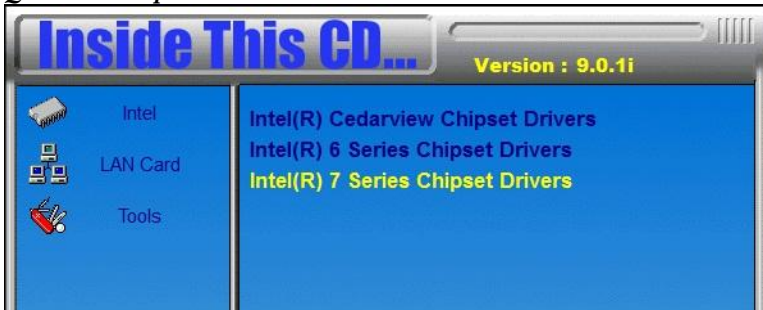 Inside This CD...
Version : 9.0.1i
Intel
LAN Card
Tools
Intel(R) Cedarview Chipset Drivers
Intel(R) 6 Series Chipset Drivers
Intel(R) 7 Series Chipset Drivers